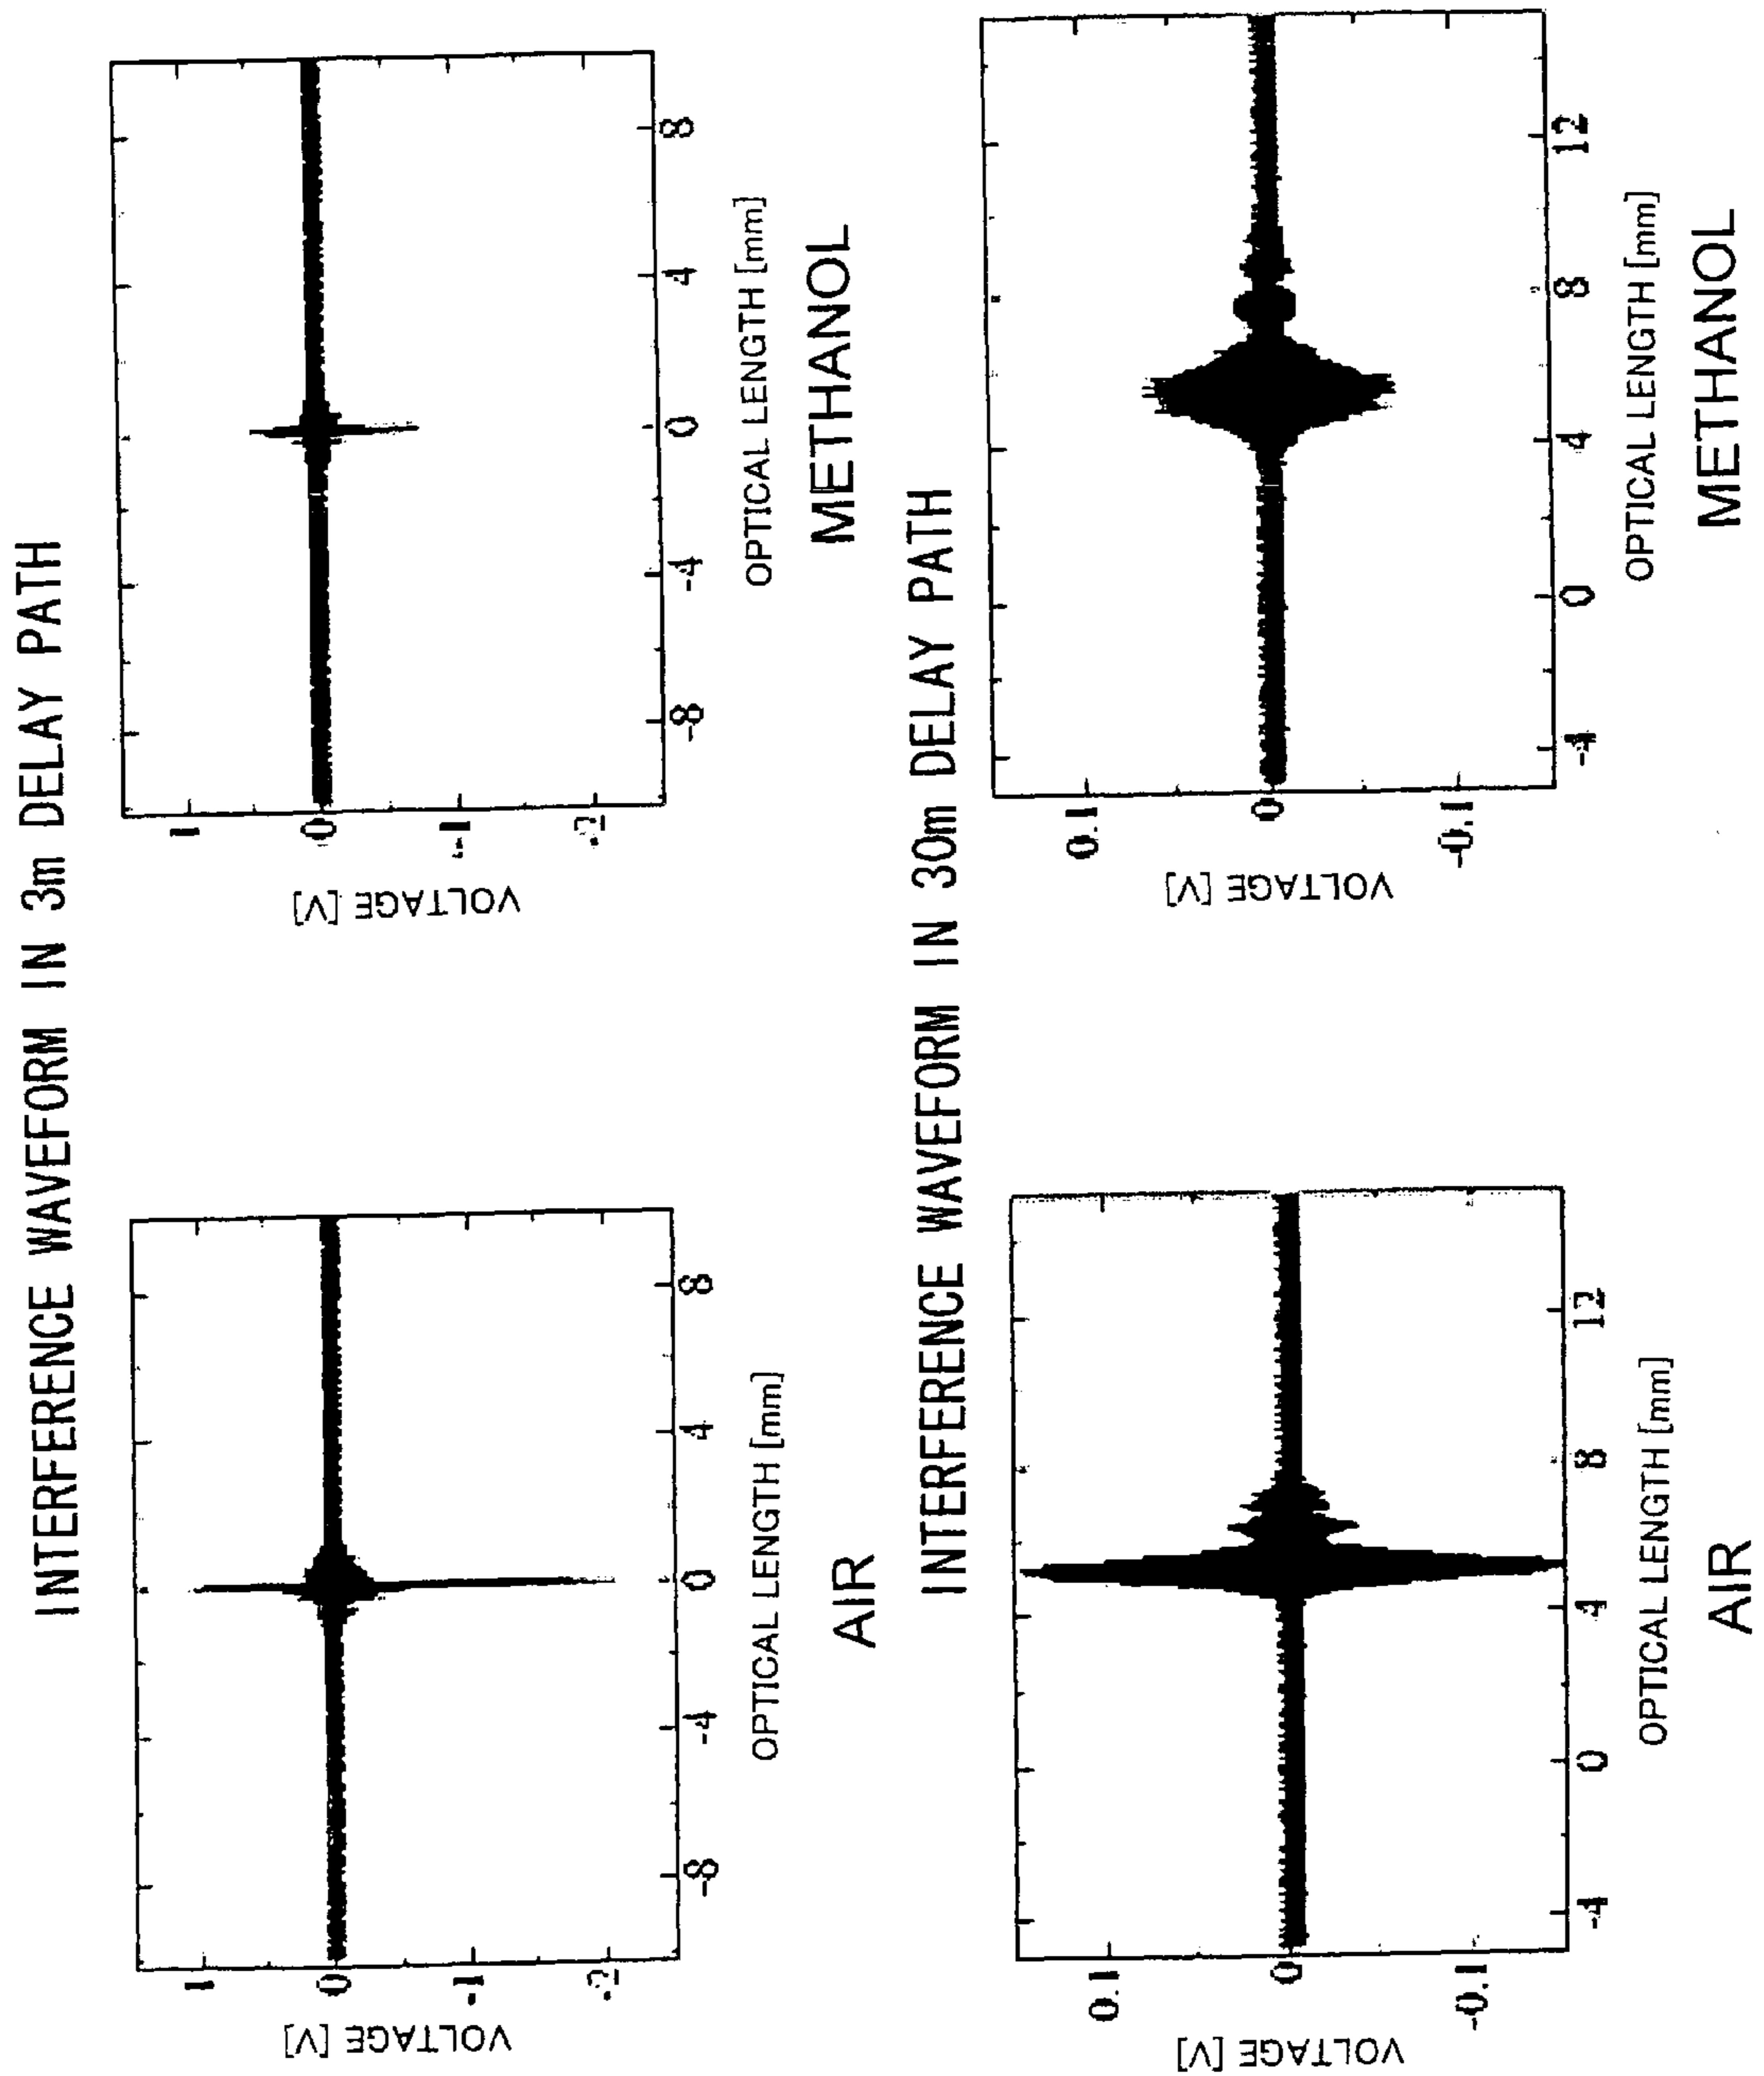 INTERFERENCE WAVEFORM IN 3m DELAY PATH
VOLTAGE [V]
1
0
-1
-2
-8
-4
0
4
8
OPTICAL LENGTH [mm]
AIR
VOLTAGE [V]
1
0
-1
-2
-8
-4
0
4
8
OPTICAL LENGTH [mm]
METHANOL
INTERFERENCE WAVEFORM IN 30m DELAY PATH
VOLTAGE [V]
0.1
0
-0.1
-4
0
4
8
12
OPTICAL LENGTH [mm]
AIR
VOLTAGE [V]
0.1
0
-0.1
-4
0
4
8
12
OPTICAL LENGTH [mm]
METHANOL